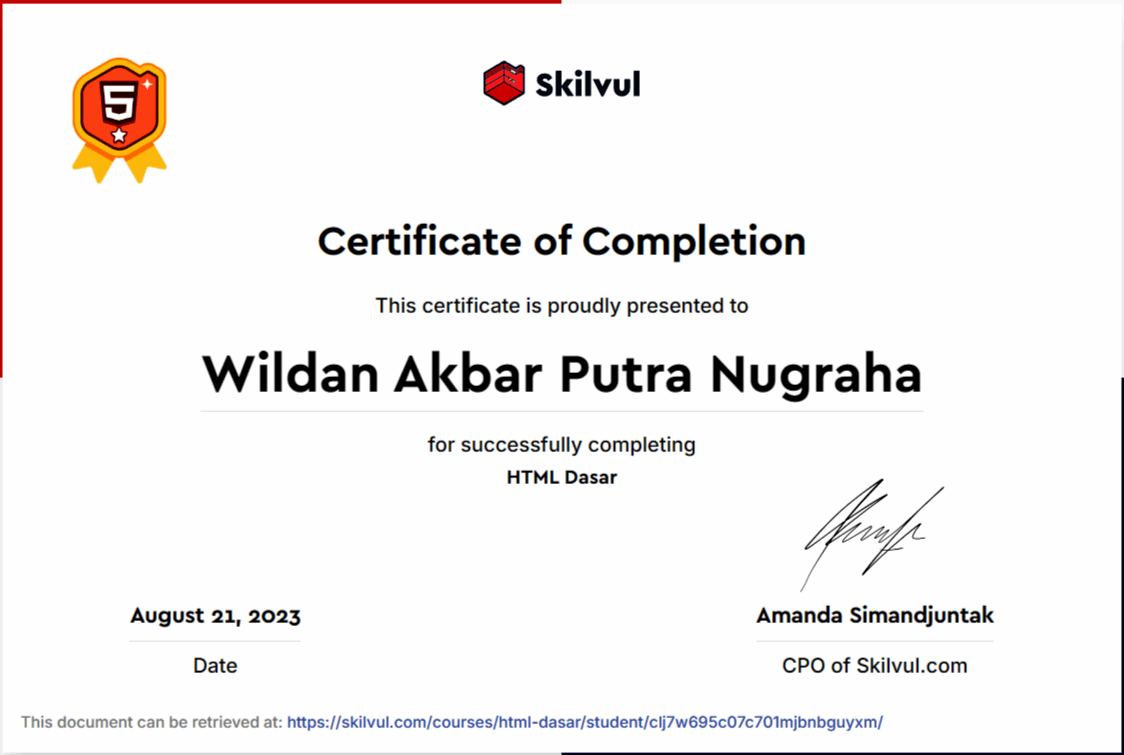 5
Skilvul
Certificate of Completion
This certificate is proudly presented to
Wildan Akbar Putra Nugraha
for successfully completing
HTML Dasar
August 21, 2023
Date
Amanda Simandjuntak
CPO of Skilvul.com
This document can be retrieved at: https://skilvul.com/courses/html-dasar/student/clj7w695c07c701mjbnbguyxm/